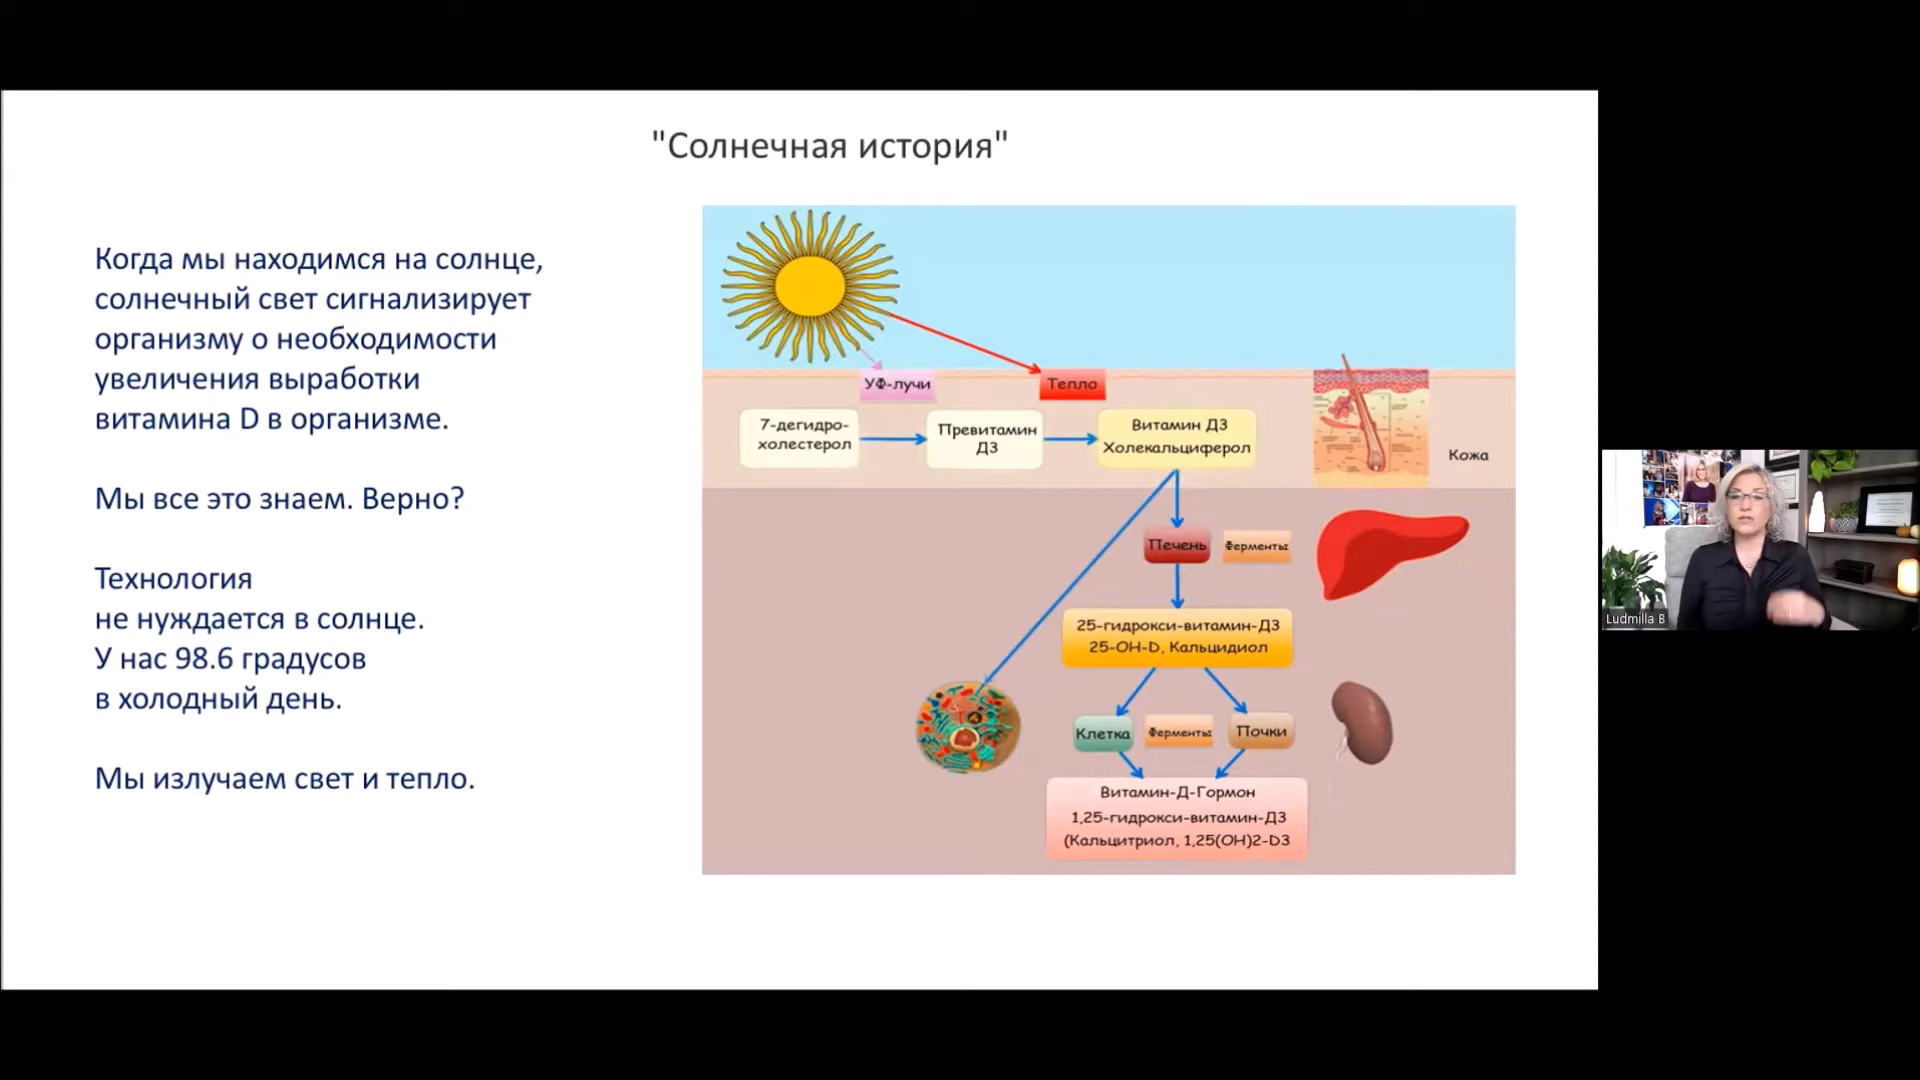 "Солнечная история"
Когда мы находимся на солнце,
солнечный свет сигнализирует
организму о необходимости
увеличения выработки
витамина D в организме.
Мы все это знаем. Верно?
Технология
не нуждается в солнце.
У нас 98.6 градусов
в холодный день.
Мы излучаем свет и тепло.
УФ-лучи
Тепло
7-дегидро-
холестерол
Превитамин
Д3
Витамин Д3
Холекальциферол
Кожа
Печень
Ферменты
25-гидрокси-витамин-Д3
25-OH-D, Кальцидиол
Клетка
Ферменты
Почки
Витамин-Д-Гормон
1,25-гидрокси-витамин-Д3
(Кальцитриол, 1,25(OH)2-D3
Ludmilla B